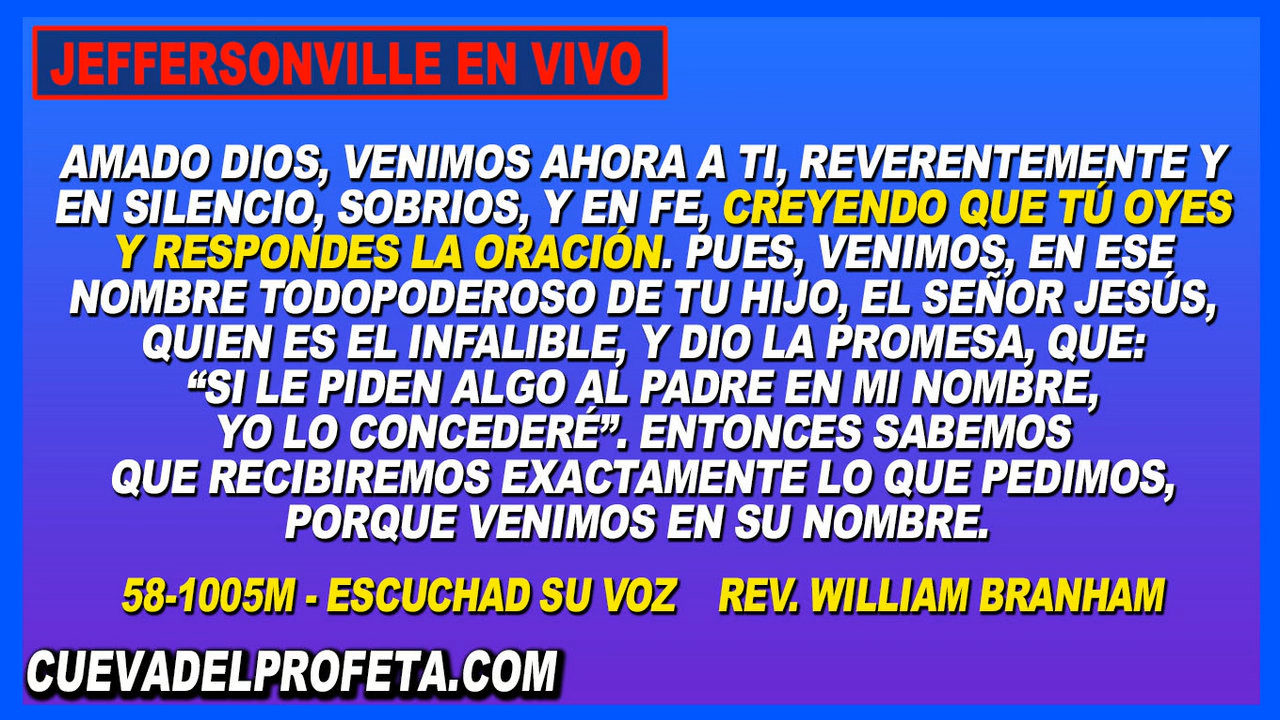 JEFFERSONVILLE EN VIVO
AMADO DIOS, VENIMOS AHORA A TI, REVERENTEMENTE Y
EN SILENCIO, SOBRIOS, Y EN FE, CREYENDO QUE TÚ OYES
Y RESPONDES LA ORACIÓN. PUES, VENIMOS, EN ESE
NOMBRE TODOPODEROSO DE TU HIJO, EL SEÑOR JESÚS,
QUIEN ES EL INFALIBLE, Y DIO LA PROMESA, QUE:
“SI LE PIDEN ALGO AL PADRE EN MI NOMBRE,
YO LO CONCEDERÉ”. ENTONCES SABEMOS
QUE RECIBIREMOS EXACTAMENTE LO QUE PEDIMOS,
PORQUE VENIMOS EN SU NOMBRE.
58-1005M - ESCUCHAD SU VOZ REV. WILLIAM BRANHAM
CUEVADELPROFETA.COM